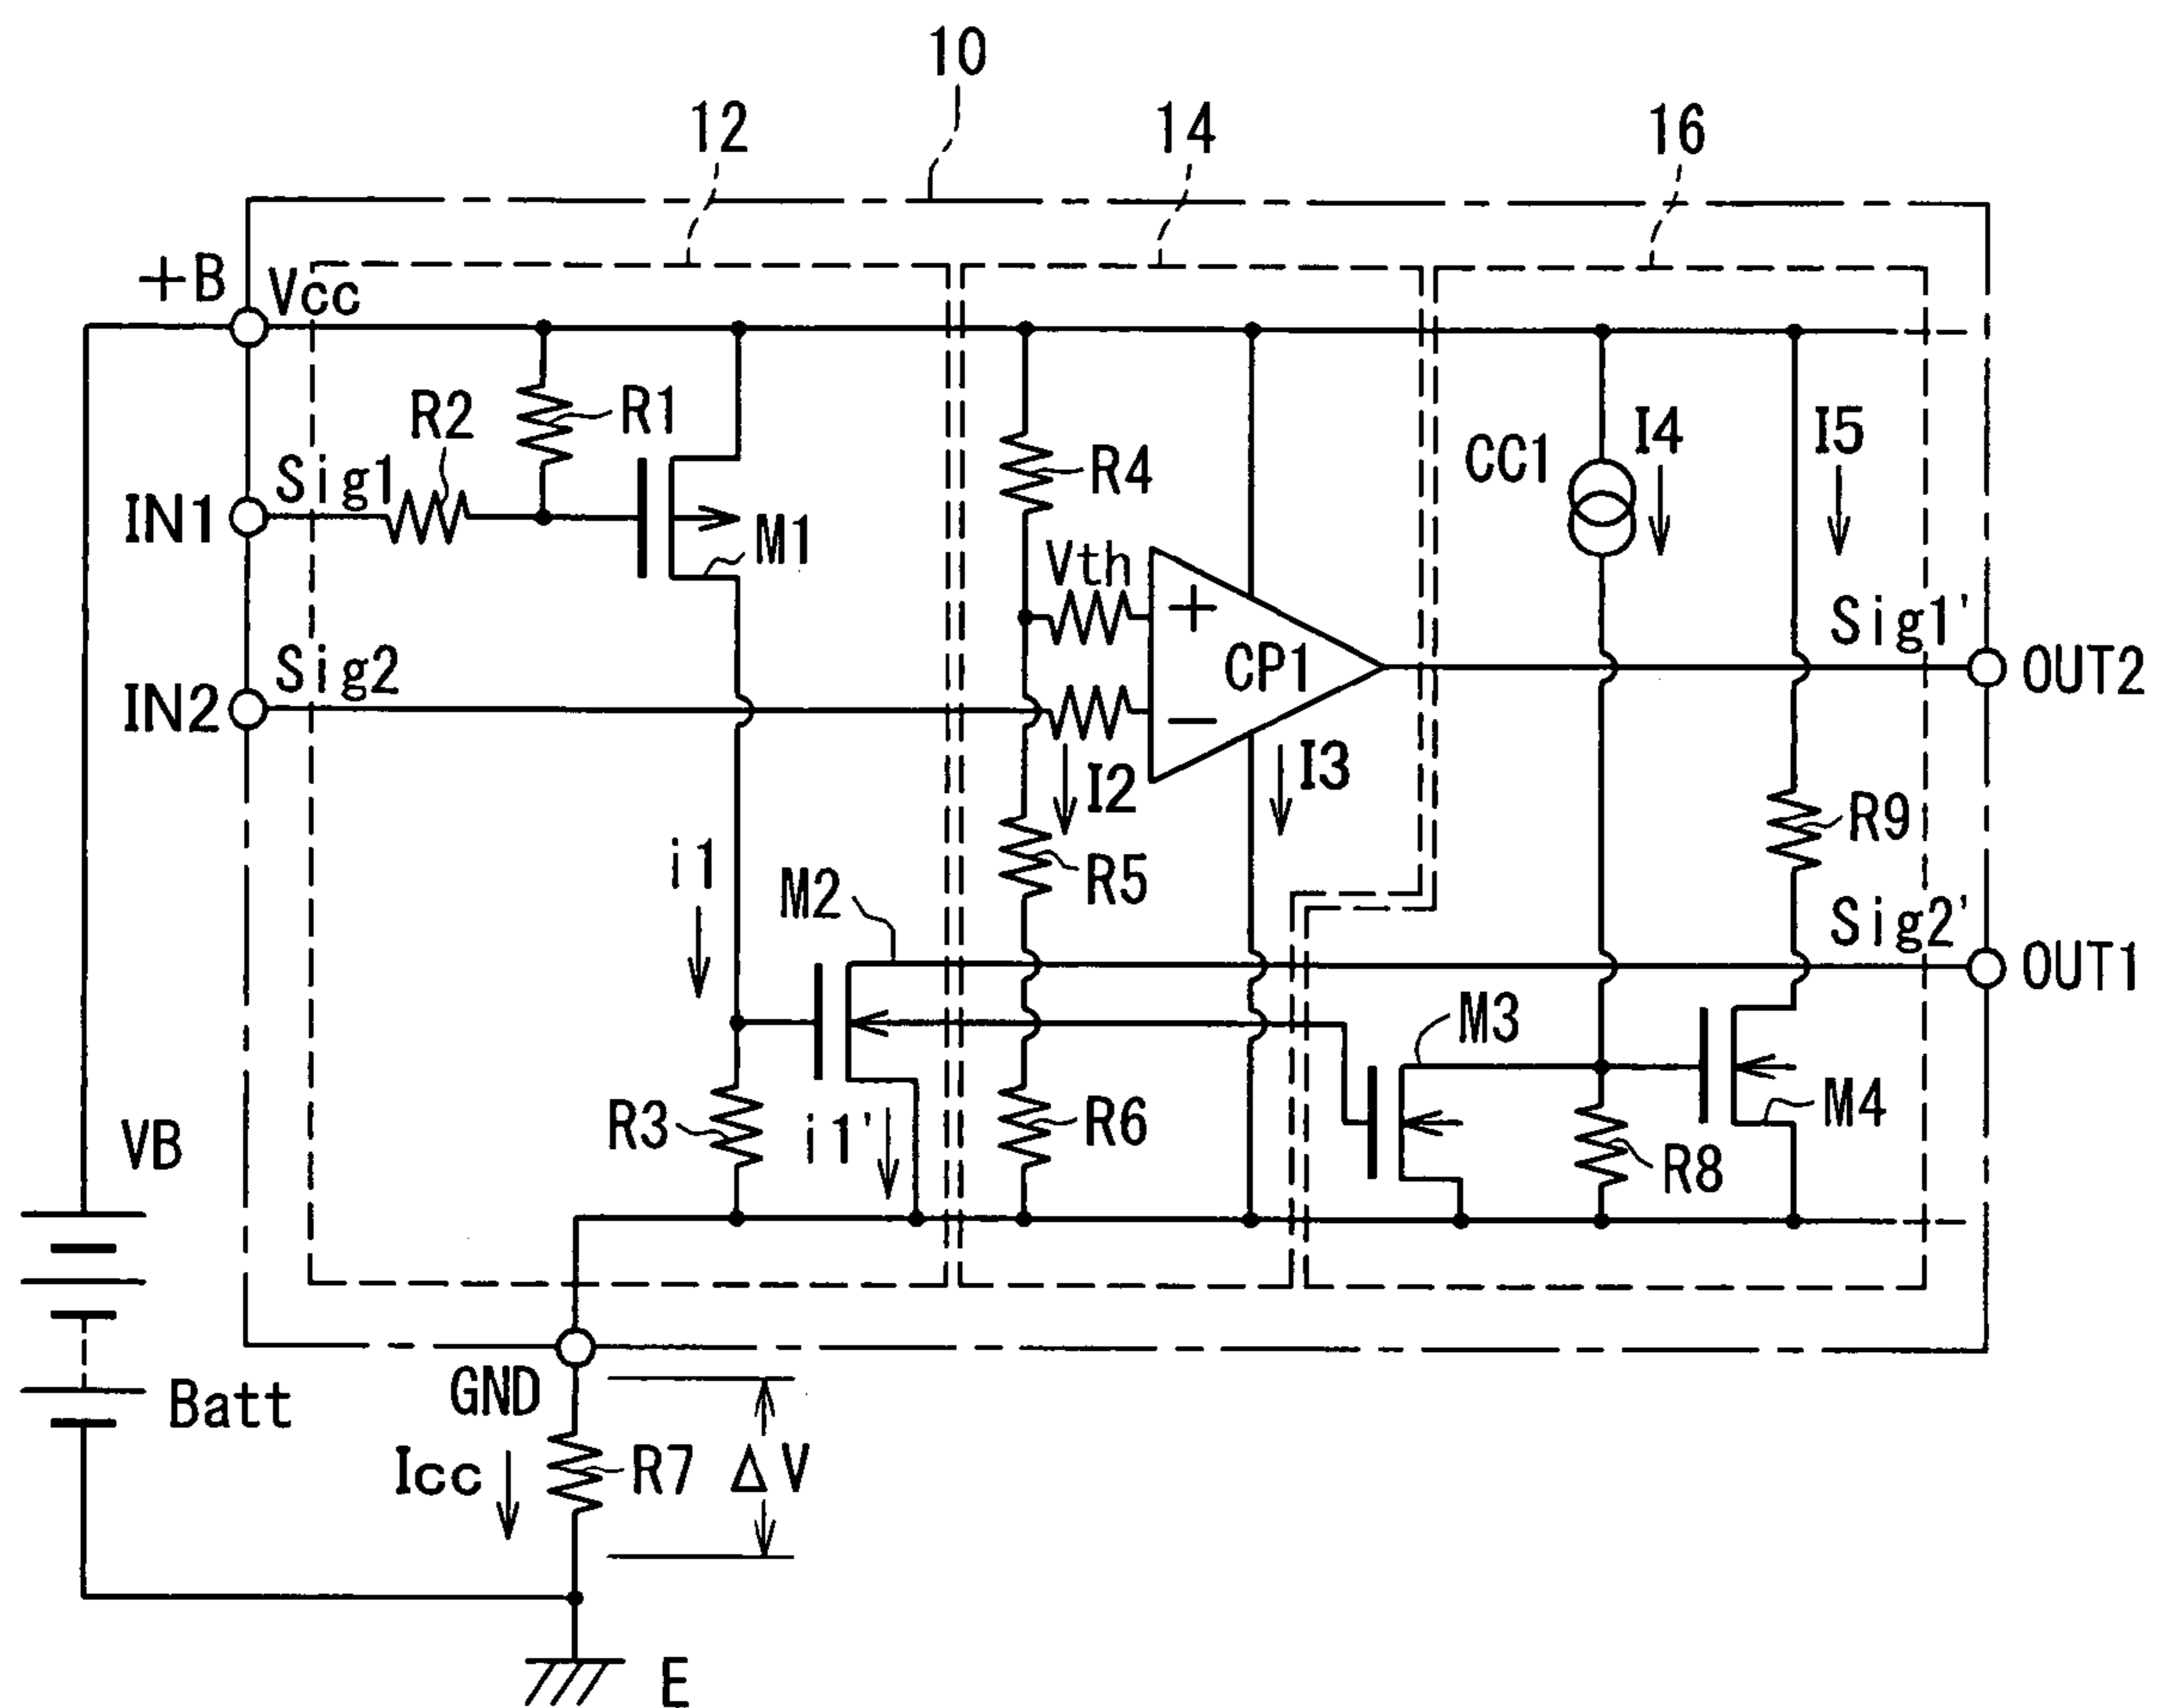 10
12
14
16
+B
Vcc
R2
R1
R4
CC1
I4
I5
Sig1
IN1
M1
Vth
+
CP1
−
Sig1'
OUT2
Sig2
IN2
I2
I3
R9
i1
M2
R5
Sig2'
OUT1
M3
R3
i1'
R6
M4
R8
VB
GND
Batt
Icc
R7
ΔV
E